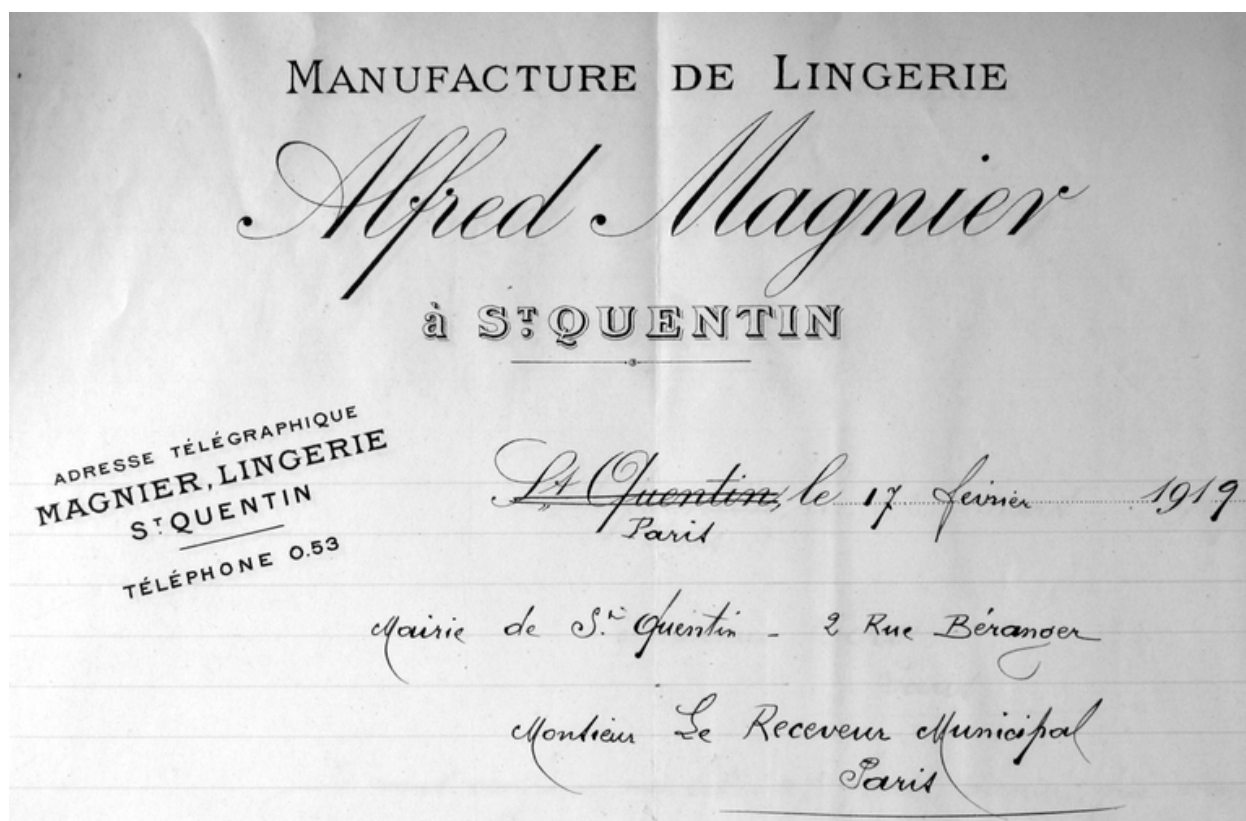 MANUFACTURE DE LINGERIE
Alfred Magnier
à ST QUENTIN
ADRESSE TÉLÉGRAPHIQUE
MAGNIER, LINGERIE
ST QUENTIN
TÉLÉPHONE 0.53
St Quentin, le 17 février 1919
Paris
Mairie de St Quentin - 2 Rue Béranger
Monsieur Le Receveur Municipal
Paris